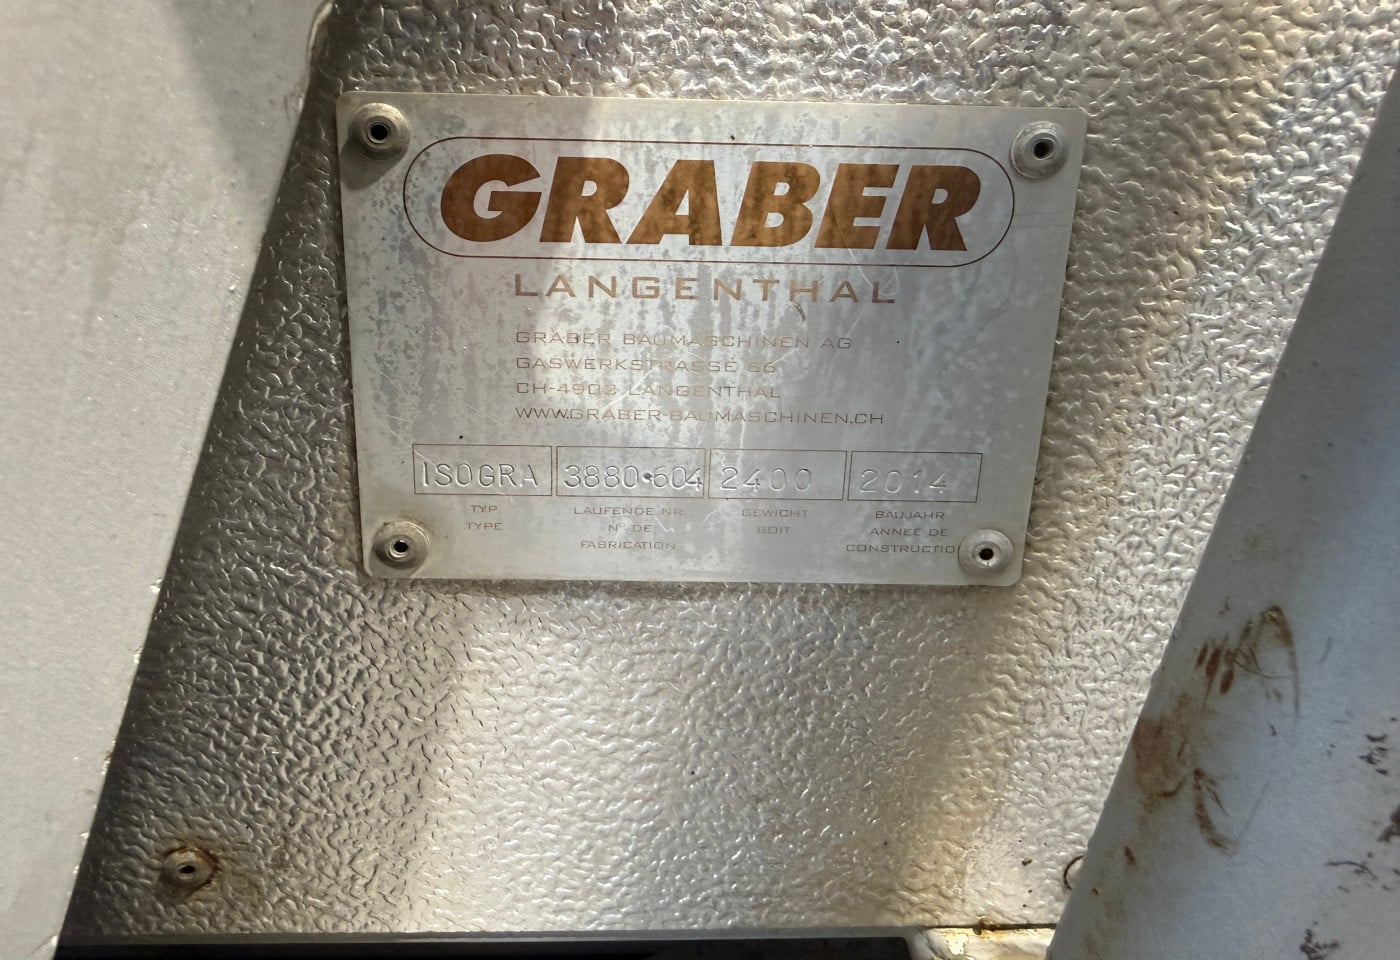 GRABER
LANGENTHAL
GRABER BAUMASCHINEN AG
GASWERKSTRASSE 66
CH-4902 LANGENTHAL
WWW.GRABER-BAUMASCHINEN.CH
ISOGRA 3880.604 2400 2014
TYP LAUFENDE NR. GEWICHT BAUJAHR
TYPE N° DE BOIT ANNEE DE
FABRICATION CONSTRUCTIO